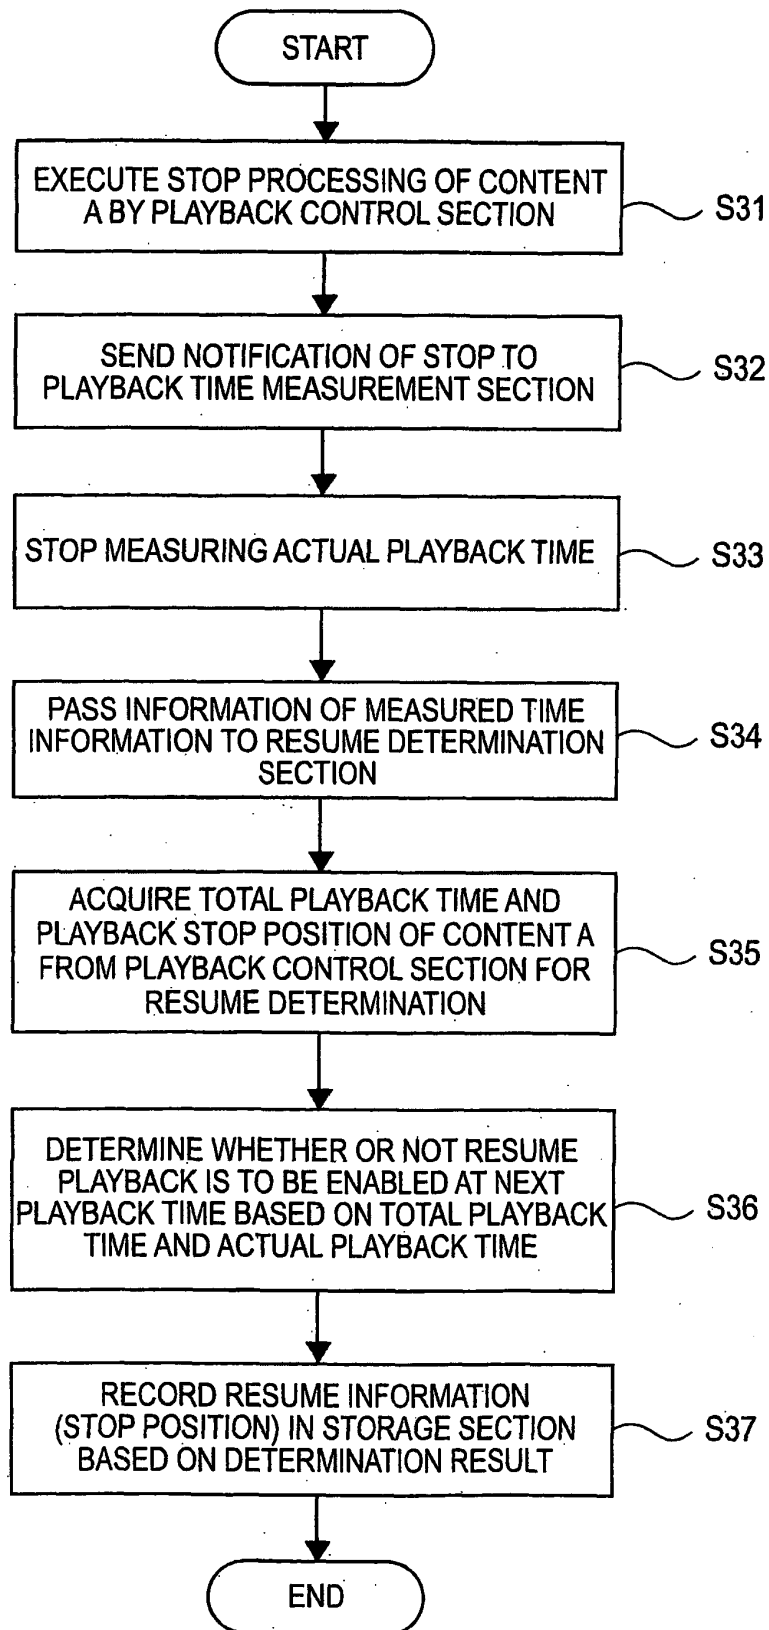 START
EXECUTE STOP PROCESSING OF CONTENT
A BY PLAYBACK CONTROL SECTION
S31
SEND NOTIFICATION OF STOP TO
PLAYBACK TIME MEASUREMENT SECTION
S32
STOP MEASURING ACTUAL PLAYBACK TIME
S33
PASS INFORMATION OF MEASURED TIME
INFORMATION TO RESUME DETERMINATION
SECTION
S34
ACQUIRE TOTAL PLAYBACK TIME AND
PLAYBACK STOP POSITION OF CONTENT A
FROM PLAYBACK CONTROL SECTION FOR
RESUME DETERMINATION
S35
DETERMINE WHETHER OR NOT RESUME
PLAYBACK IS TO BE ENABLED AT NEXT
PLAYBACK TIME BASED ON TOTAL PLAYBACK
TIME AND ACTUAL PLAYBACK TIME
S36
RECORD RESUME INFORMATION
(STOP POSITION) IN STORAGE SECTION
BASED ON DETERMINATION RESULT
S37
END